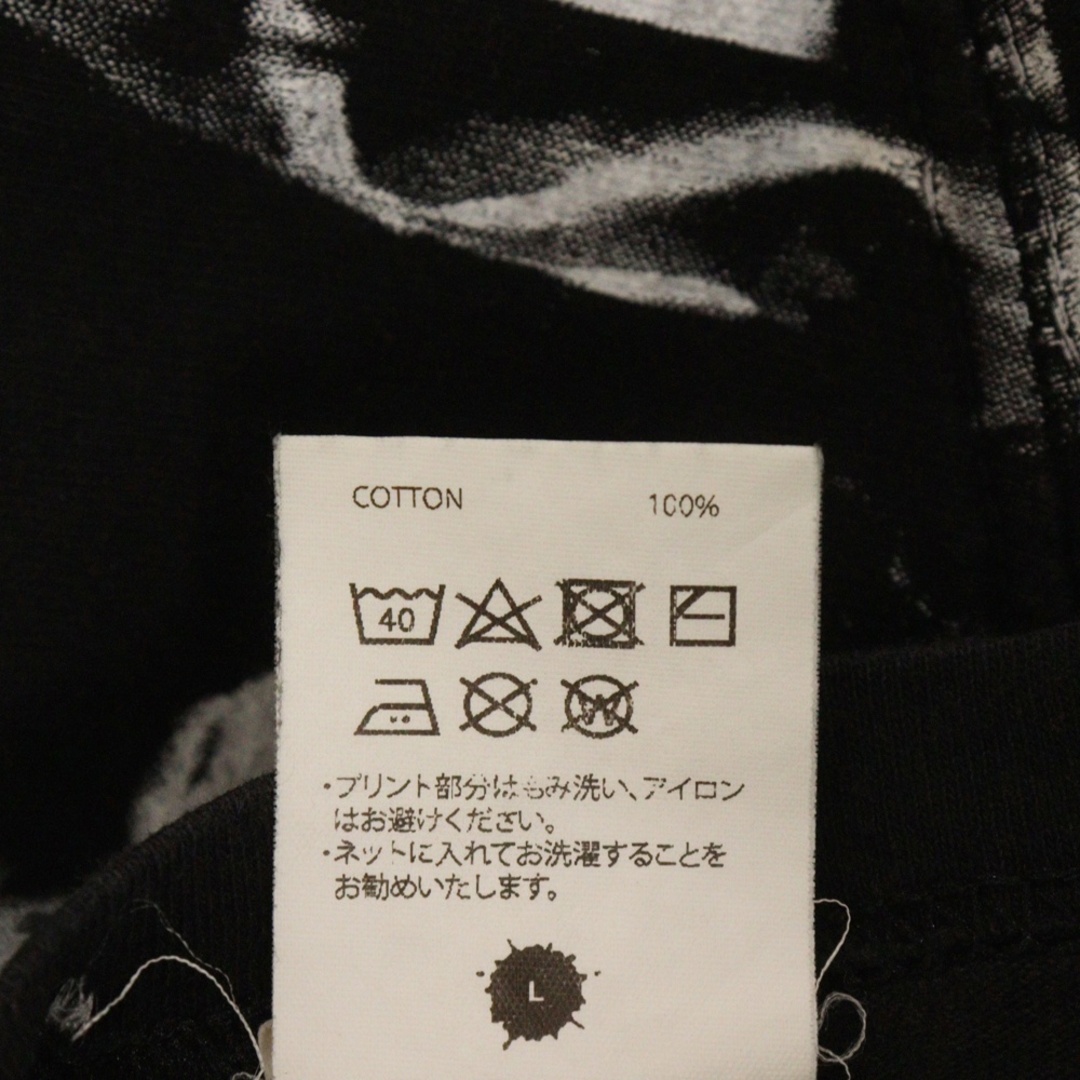 COTTON 100%
40
W
・プリント部分はもみ洗い、アイロン
はお避けください。
・ネットに入れてお洗濯することを
お勧めいたします。
L